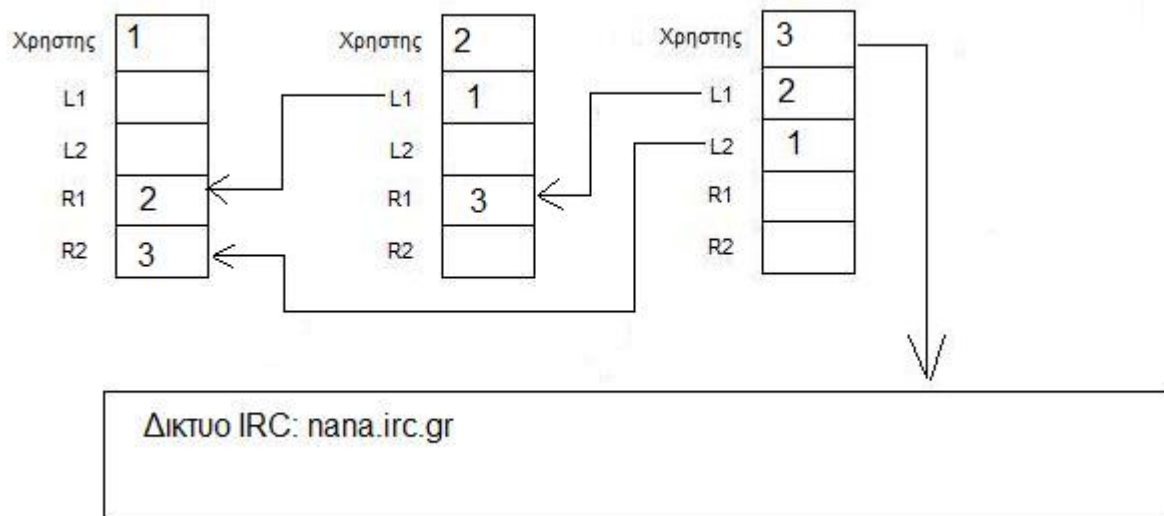 Χρηστης 1
L1
L2
R1 2
R2 3
Χρηστης 2
L1 1
L2
R1 3
R2
Χρηστης 3
L1 2
L2 1
R1
R2
Δικτυο IRC: nana.irc.gr